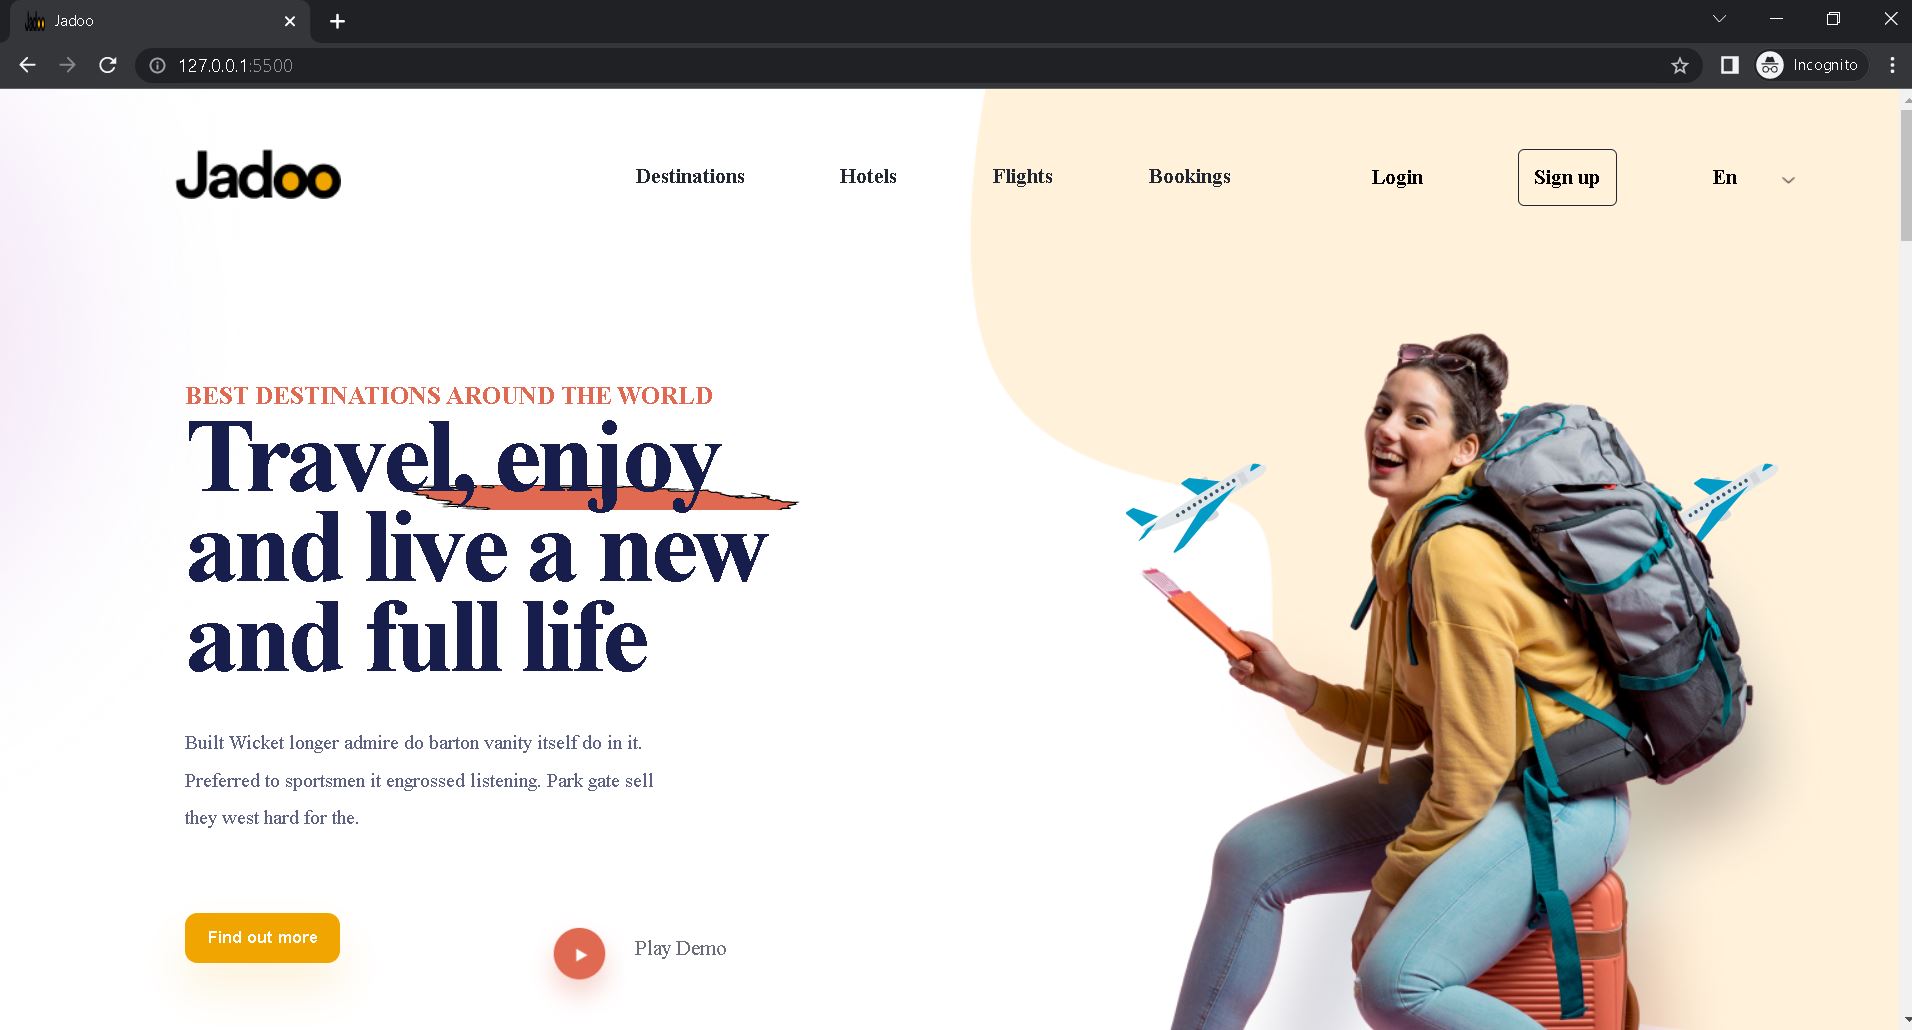 Jadoo
127.0.0.1:5500
Incognito
Jadoo
Destinations
Hotels
Flights
Bookings
Login
Sign up
En
BEST DESTINATIONS AROUND THE WORLD
Travel, enjoy
and live a new
and full life
Built Wicket longer admire do barton vanity itself do in it.
Preferred to sportsmen it engrossed listening. Park gate sell
they west hard for the.
Find out more
Play Demo